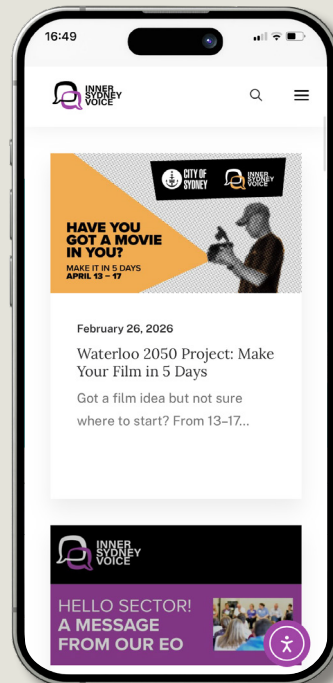 16:49
INNER
SYDNEY
VOICE
CITY OF
SYDNEY
INNER
SYDNEY
VOICE
HAVE YOU
GOT A MOVIE
IN YOU?
MAKE IT IN 5 DAYS
APRIL 13 – 17
February 26, 2026
Waterloo 2050 Project: Make
Your Film in 5 Days
Got a film idea but not sure
where to start? From 13–17...
INNER
SYDNEY
VOICE
HELLO SECTOR!
A MESSAGE
FROM OUR EO